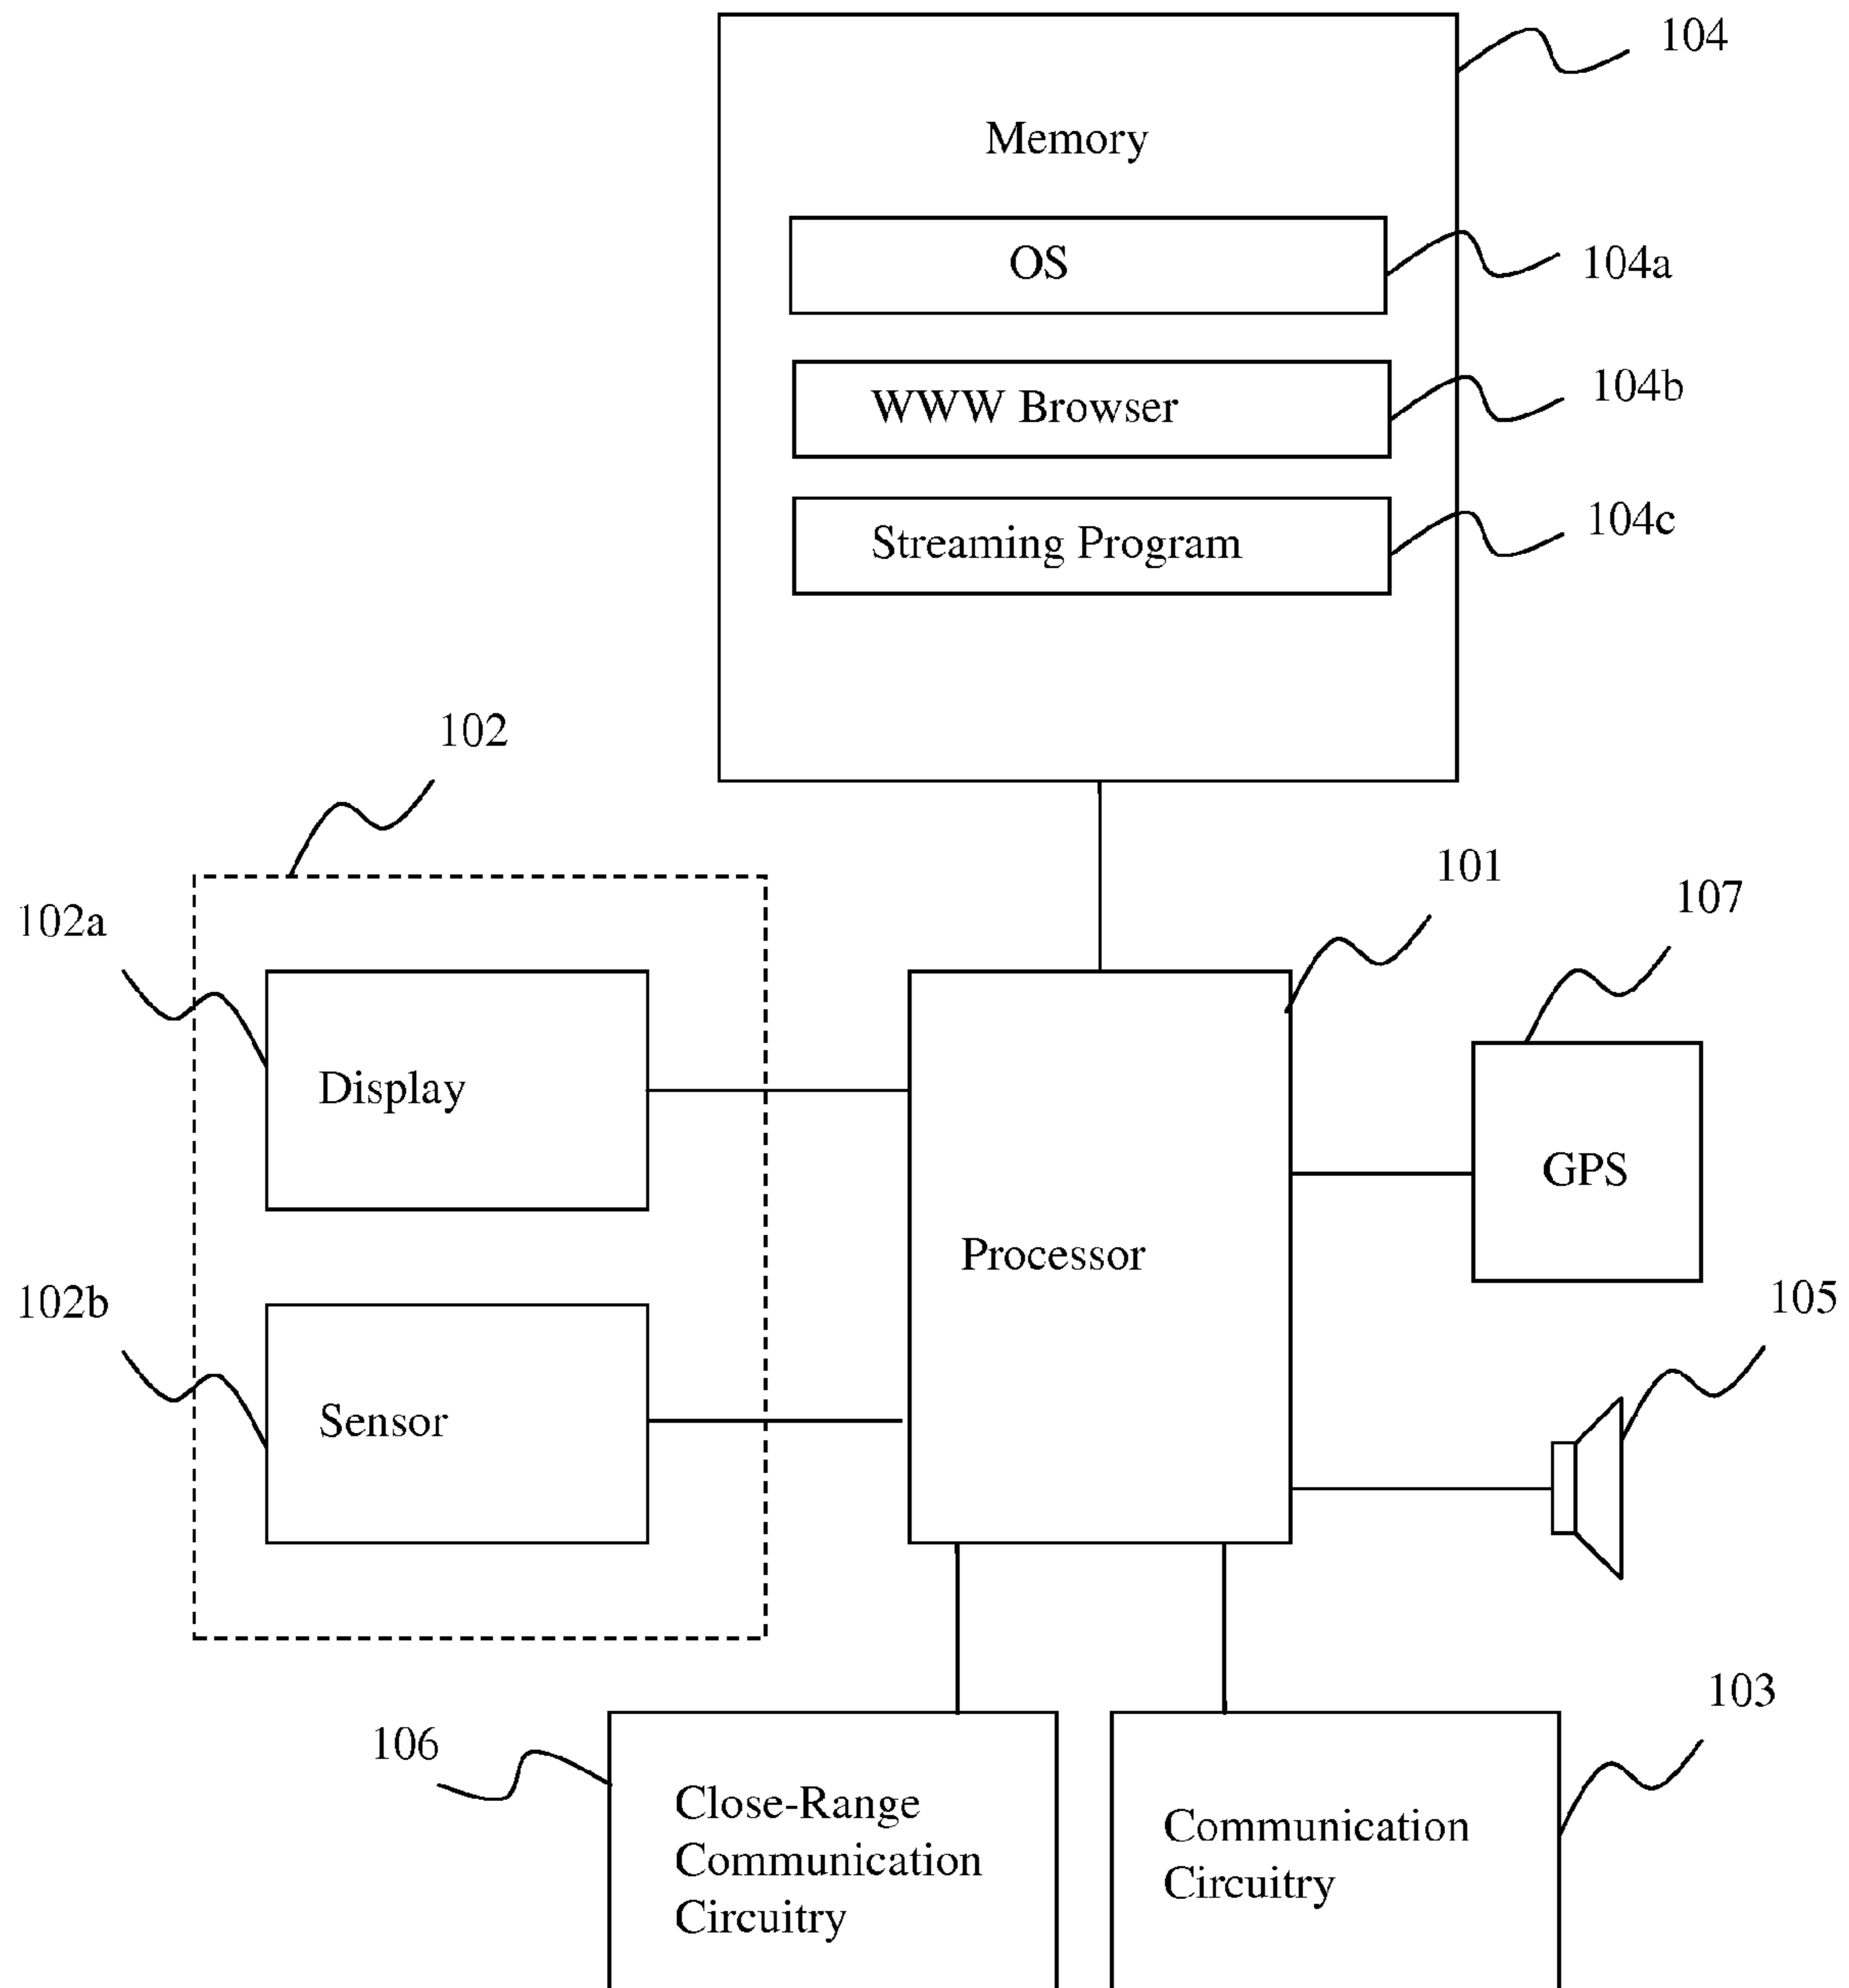 104
Memory
OS
104a
WWW Browser
104b
Streaming Program
104c
102
101
107
102a
Display
GPS
Processor
102b
105
Sensor
103
106
Close-Range
Communication
Circuitry
Communication
Circuitry